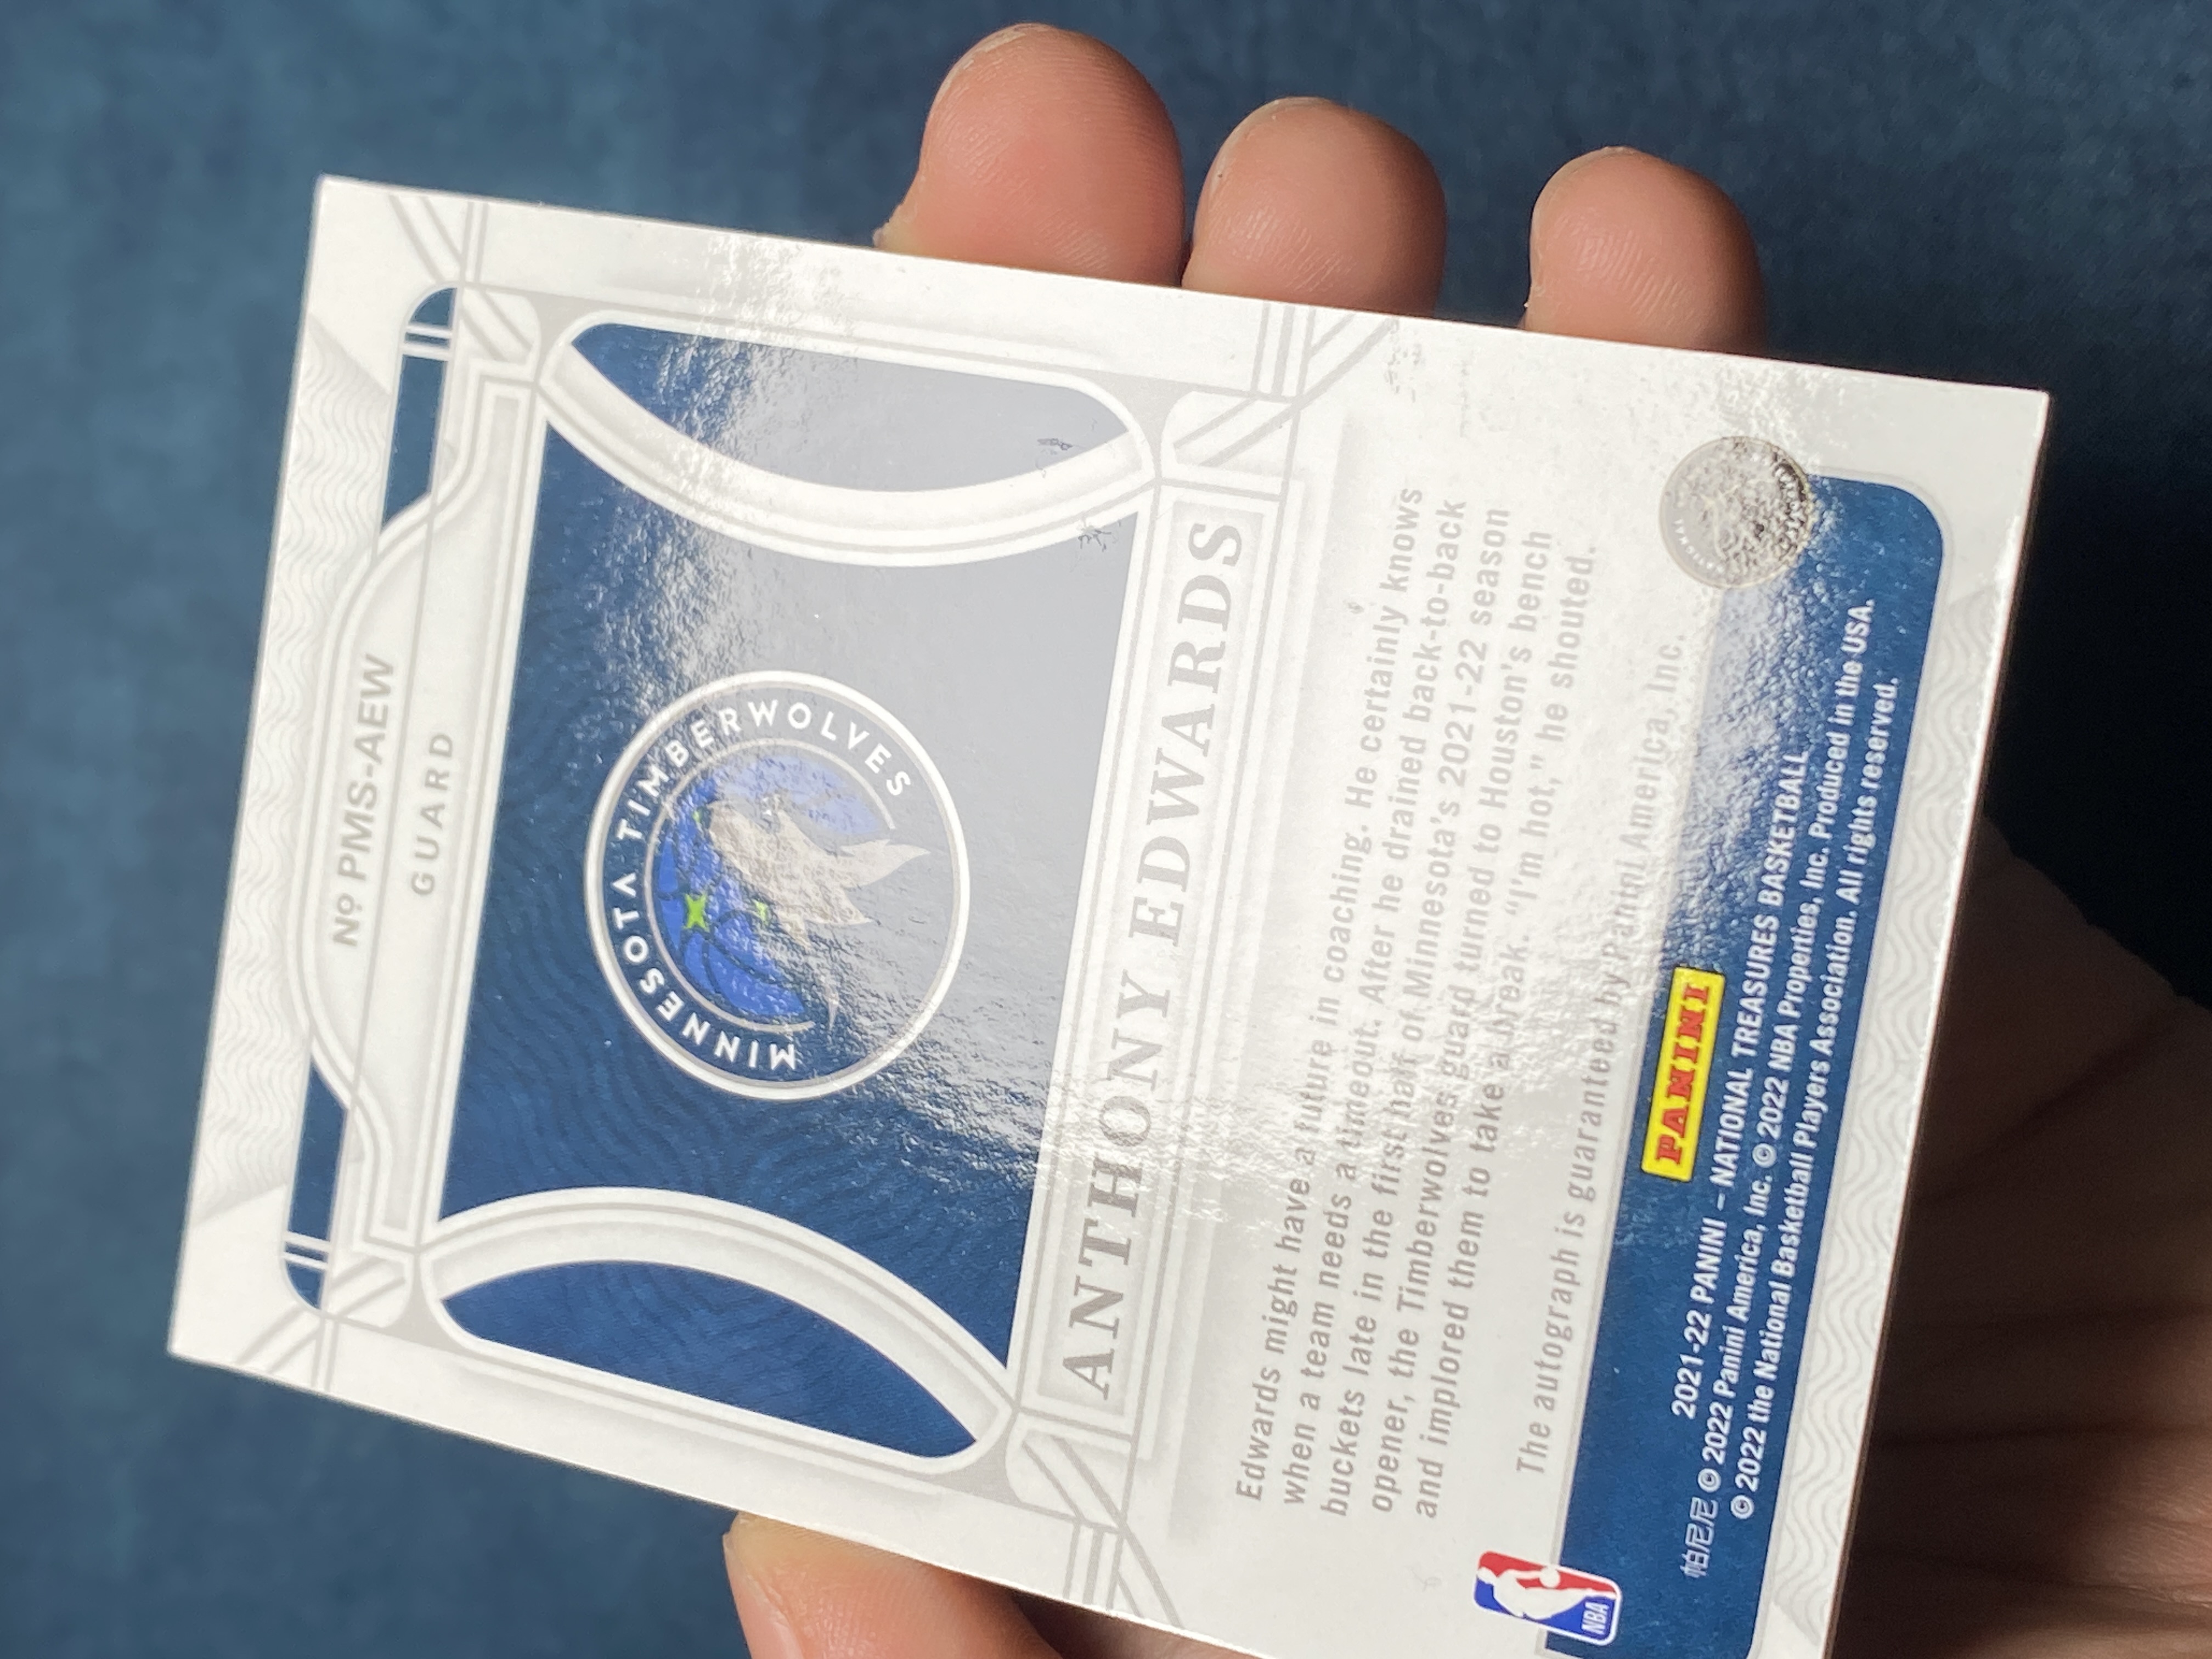 Nº PMS-AEW
GUARD
MINNESOTA TIMBERWOLVES
ANTHONY EDWARDS
Edwards might have a future in coaching. He certainly knows
when a team needs a timeout. After he drained back-to-back
buckets late in the first half of Minnesota's 2021-22 season
opener, the Timberwolves guard turned to Houston's bench
and implored them to take a break. "I'm hot," he shouted.
The autograph is guaranteed by Panini America, Inc.
NBA
PANINI
2021-22 PANINI – NATIONAL TREASURES BASKETBALL
帕尼尼 © 2022 Panini America, Inc. © 2022 NBA Properties, Inc. Produced in the USA.
© 2022 the National Basketball Players Association. All rights reserved.